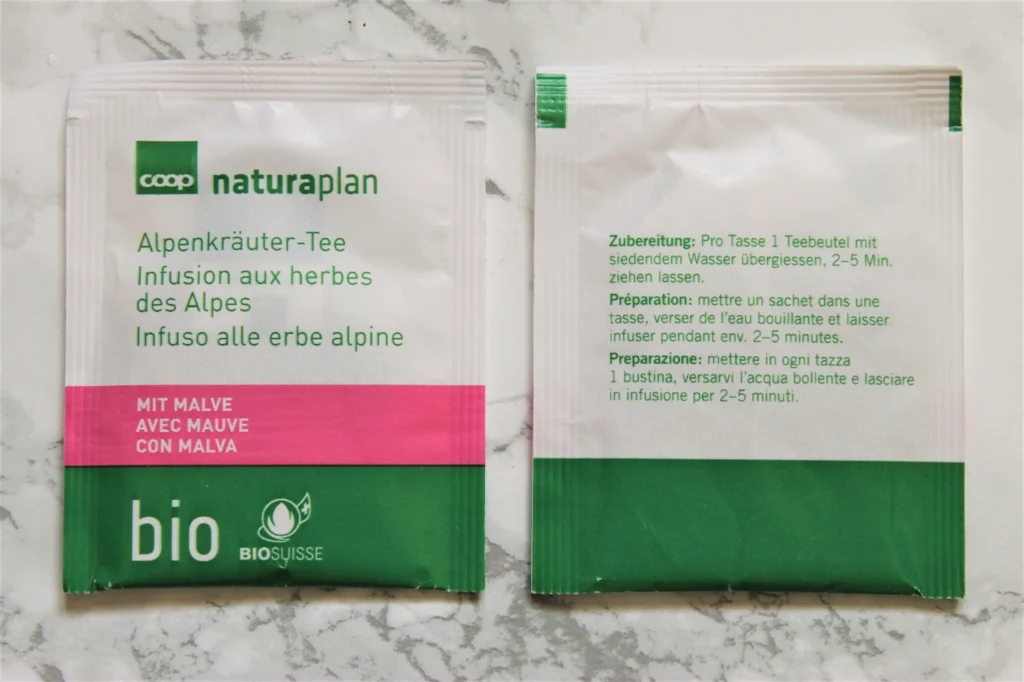 coop naturaplan
Alpenkräuter-Tee
Infusion aux herbes
des Alpes
Infuso alle erbe alpine
MIT MALVE
AVEC MAUVE
CON MALVA
bio
BIOSUISSE
Zubereitung: Pro Tasse 1 Teebeutel mit
siedendem Wasser übergiessen, 2–5 Min.
ziehen lassen.
Préparation: mettre un sachet dans une
tasse, verser de l'eau bouillante et laisser
infuser pendant env. 2–5 minutes.
Preparazione: mettere in ogni tazza
1 bustina, versarvi l'acqua bollente e lasciare
in infusione per 2–5 minuti.